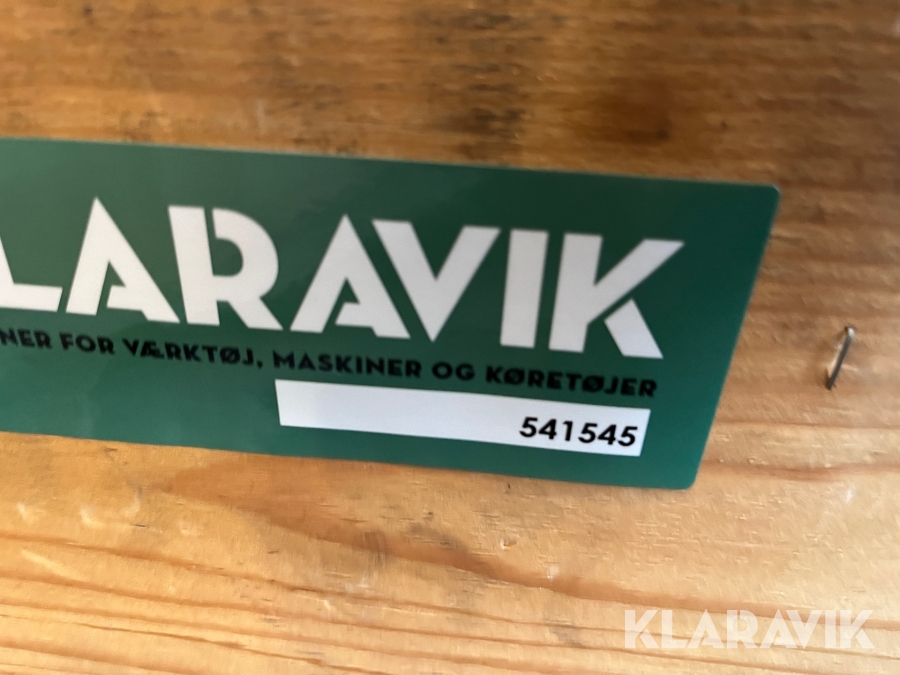 LARAVIK
NER FOR VÆRKTØJ, MASKINER OG KØRETØJER
541545
KLARAVIK